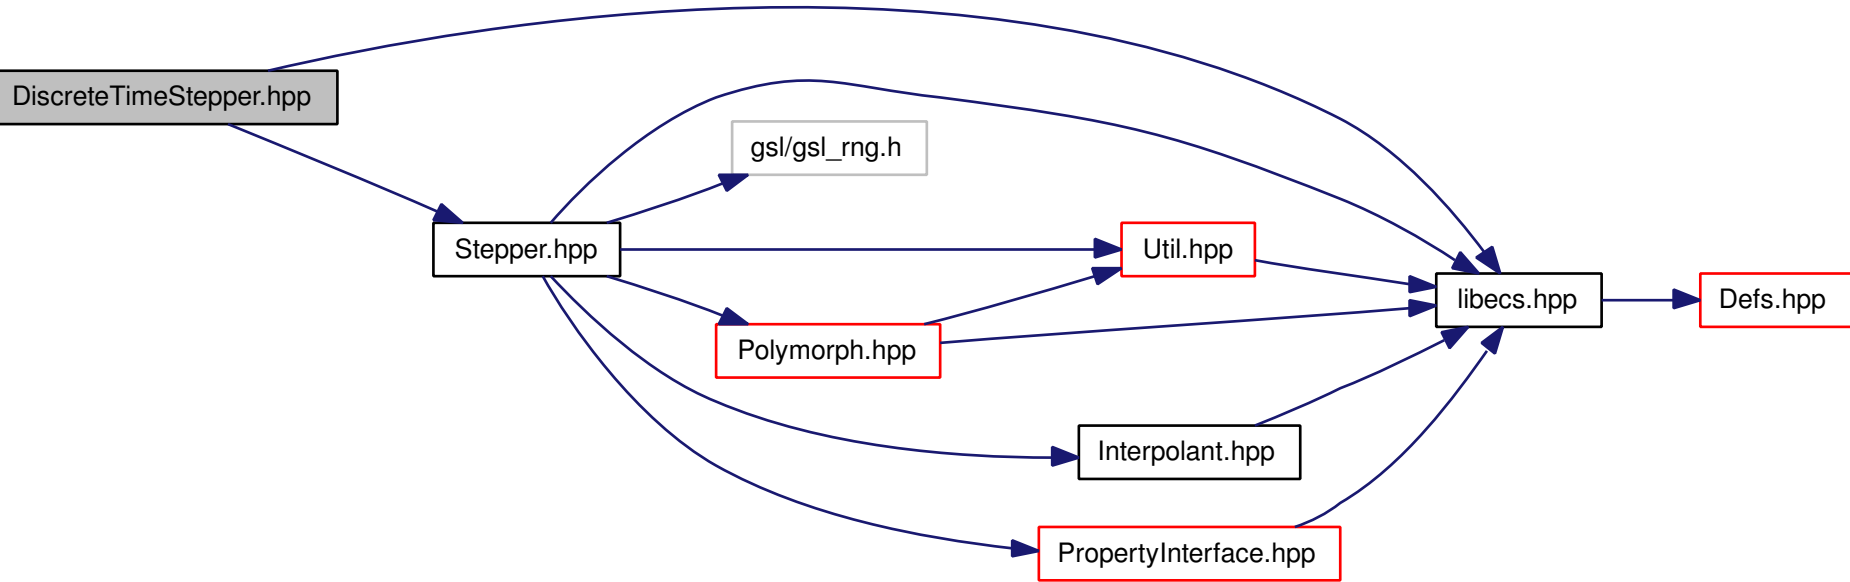 DiscreteTimeStepper.hpp
gsl/gsl_rng.h
Stepper.hpp
Util.hpp
libecs.hpp
Defs.hpp
Polymorph.hpp
Interpolant.hpp
PropertyInterface.hpp